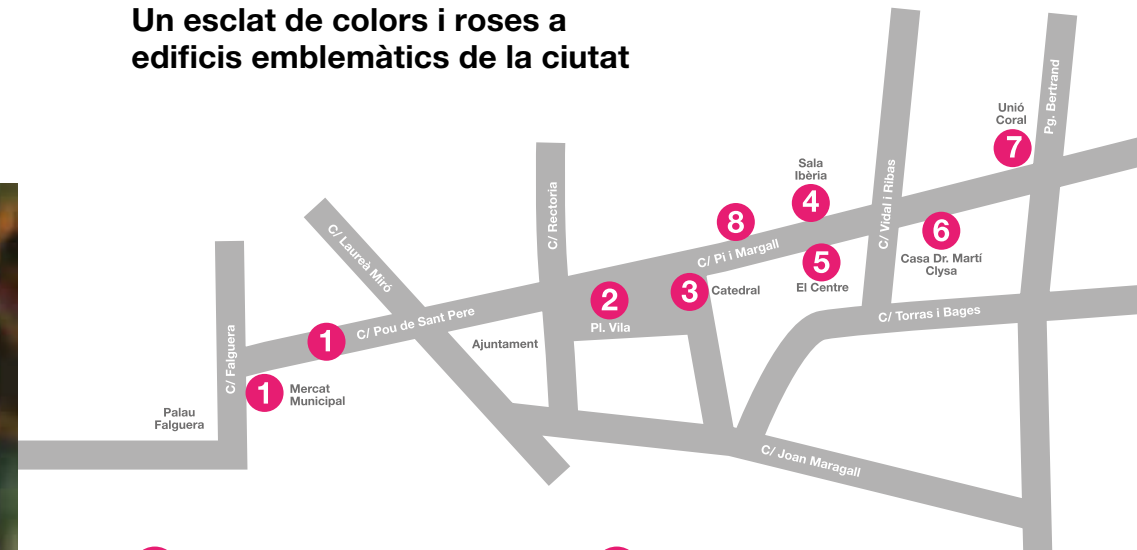 Un esclat de colors i roses a
edificis emblemàtics de la ciutat
Pg. Bertrand
Unió
Coral
7
Sala
Ibèria
4
C/ Vidal i Ribas
C/ Rectoria
8
6
C/ Laureà Miró
C/ Pi i Margall
5
Casa Dr. Martí
Clysa
El Centre
3
Catedral
2
Pl. Vila
C/ Torras i Bages
C/ Pou de Sant Pere
1
Ajuntament
C/ Falguera
1
Mercat
Municipal
Palau
Falguera
C/ Joan Maragall